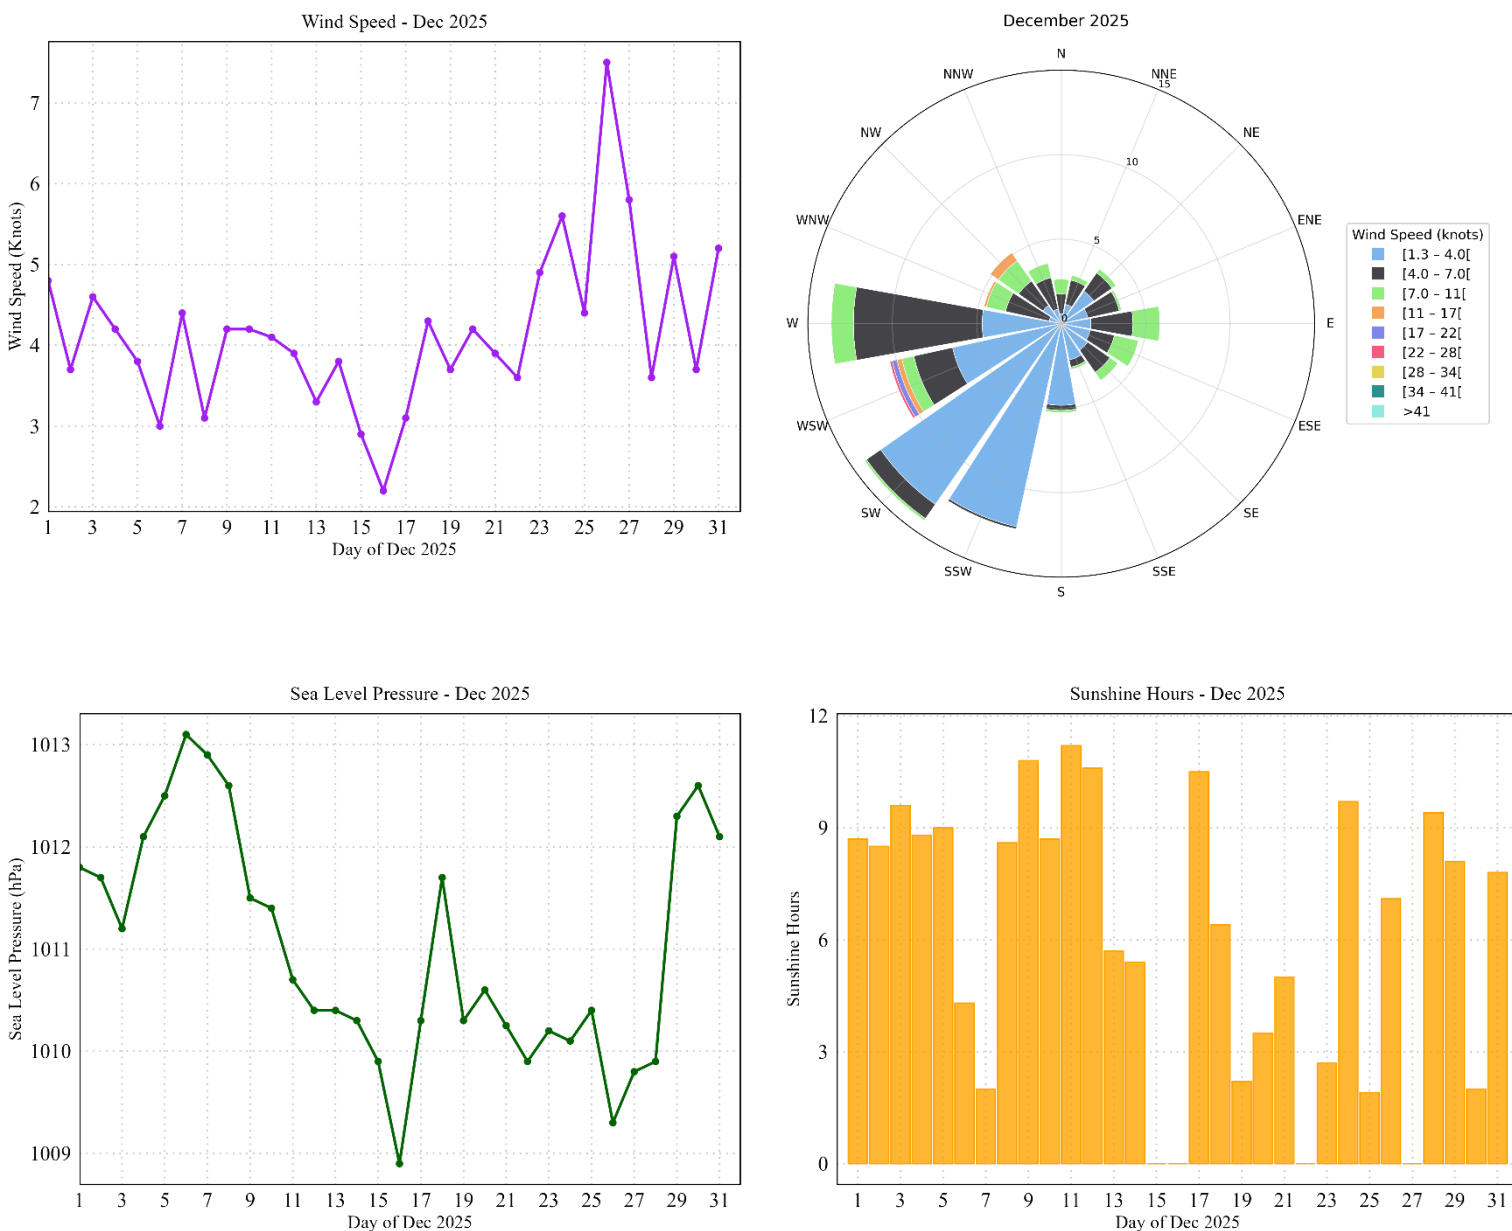 Wind Speed - Dec 2025
Wind Speed (Knots)
7
6
5
4
3
2
1 3 5 7 9 11 13 15 17 19 21 23 25 27 29 31
Day of Dec 2025
December 2025
N
NNE
NE
ENE
E
ESE
SE
SSE
S
SSW
SW
WSW
W
WNW
NW
NNW
15
10
5
0
Wind Speed (knots)
[1.3 – 4.0[
[4.0 – 7.0[
[7.0 – 11[
[11 – 17[
[17 – 22[
[22 – 28[
[28 – 34[
[34 – 41[
>41
Sea Level Pressure - Dec 2025
Sea Level Pressure (hPa)
1013
1012
1011
1010
1009
1 3 5 7 9 11 13 15 17 19 21 23 25 27 29 31
Day of Dec 2025
Sunshine Hours - Dec 2025
Sunshine Hours
12
9
6
3
0
1 3 5 7 9 11 13 15 17 19 21 23 25 27 29 31
Day of Dec 2025